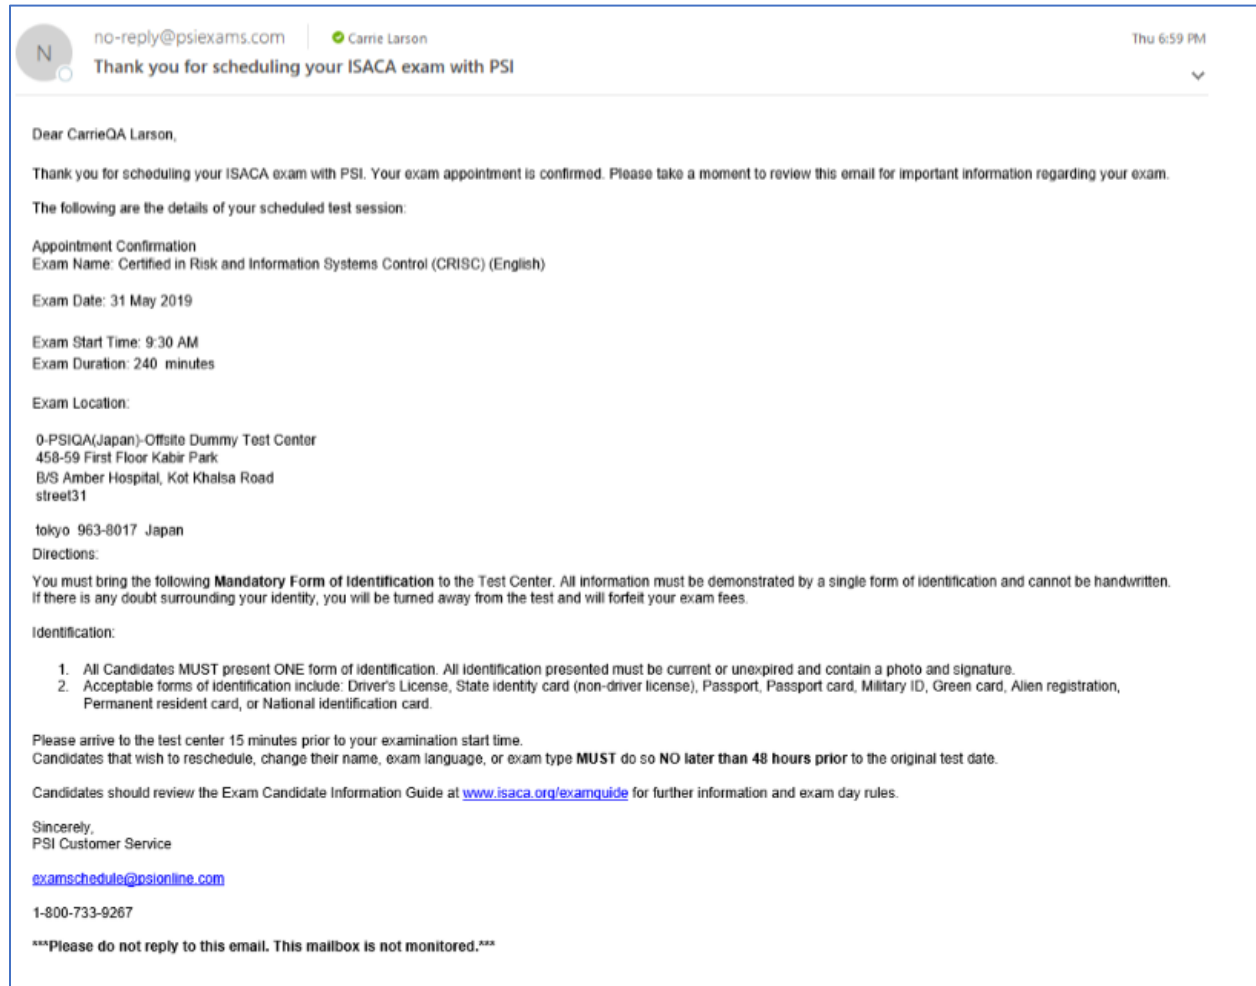 N
no-reply@psiexams.com
Carrie Larson
Thu 6:59 PM
Thank you for scheduling your ISACA exam with PSI
Dear CarrieQA Larson,
Thank you for scheduling your ISACA exam with PSI. Your exam appointment is confirmed. Please take a moment to review this email for important information regarding your exam.
The following are the details of your scheduled test session:
Appointment Confirmation
Exam Name: Certified in Risk and Information Systems Control (CRISC) (English)
Exam Date: 31 May 2019
Exam Start Time: 9:30 AM
Exam Duration: 240 minutes
Exam Location:
0-PSIQA(Japan)-Offsite Dummy Test Center
458-59 First Floor Kabir Park
B/S Amber Hospital, Kot Khalsa Road
street31
tokyo 963-8017 Japan
Directions:
You must bring the following Mandatory Form of Identification to the Test Center. All information must be demonstrated by a single form of identification and cannot be handwritten.
If there is any doubt surrounding your identity, you will be turned away from the test and will forfeit your exam fees.
Identification:
1. All Candidates MUST present ONE form of identification. All identification presented must be current or unexpired and contain a photo and signature.
2. Acceptable forms of identification include: Driver's License, State identity card (non-driver license), Passport, Passport card, Military ID, Green card, Alien registration,
Permanent resident card, or National identification card.
Please arrive to the test center 15 minutes prior to your examination start time.
Candidates that wish to reschedule, change their name, exam language, or exam type MUST do so NO later than 48 hours prior to the original test date.
Candidates should review the Exam Candidate Information Guide at www.isaca.org/examguide for further information and exam day rules.
Sincerely,
PSI Customer Service
examschedule@psionline.com
1-800-733-9267
***Please do not reply to this email. This mailbox is not monitored.***